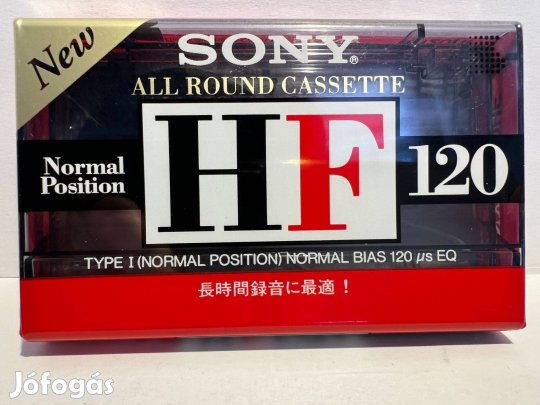 New
SONY®
ALL ROUND CASSETTE
Normal
Position
HF
120
TYPE I (NORMAL POSITION) NORMAL BIAS 120 µs EQ
長時間録音に最適！
Jófogás